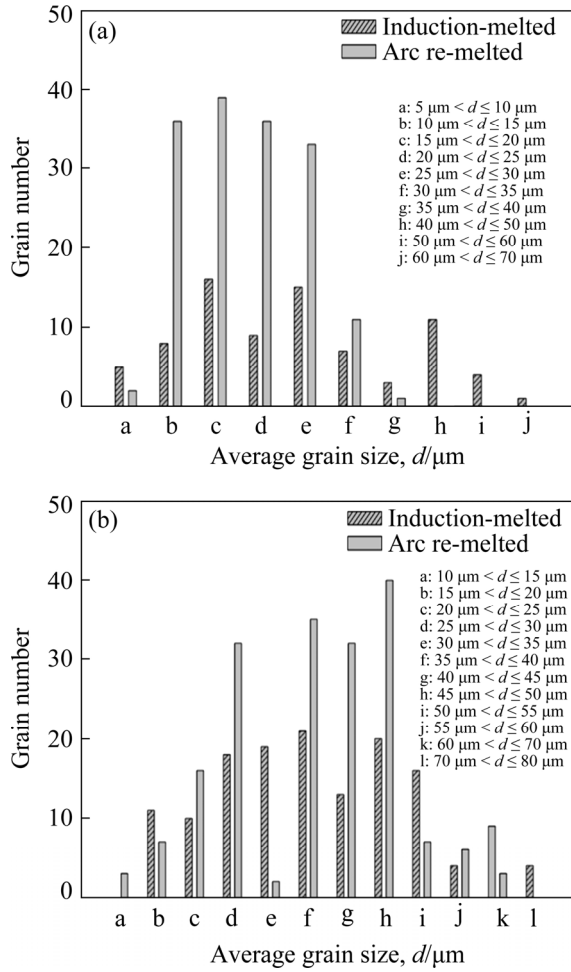 50
(a)
Induction-melted
Arc re-melted
40
a: 5 μm < d ≤ 10 μm
b: 10 μm < d ≤ 15 μm
c: 15 μm < d ≤ 20 μm
d: 20 μm < d ≤ 25 μm
e: 25 μm < d ≤ 30 μm
f: 30 μm < d ≤ 35 μm
g: 35 μm < d ≤ 40 μm
h: 40 μm < d ≤ 50 μm
i: 50 μm < d ≤ 60 μm
j: 60 μm < d ≤ 70 μm
30
20
10
0
Grain number
a b c d e f g h i j
Average grain size, d/μm
50
(b)
Induction-melted
Arc re-melted
40
a: 10 μm < d ≤ 15 μm
b: 15 μm < d ≤ 20 μm
c: 20 μm < d ≤ 25 μm
d: 25 μm < d ≤ 30 μm
e: 30 μm < d ≤ 35 μm
f: 35 μm < d ≤ 40 μm
g: 40 μm < d ≤ 45 μm
h: 45 μm < d ≤ 50 μm
i: 50 μm < d ≤ 55 μm
j: 55 μm < d ≤ 60 μm
k: 60 μm < d ≤ 70 μm
l: 70 μm < d ≤ 80 μm
30
20
10
0
Grain number
a b c d e f g h i j k l
Average grain size, d/μm